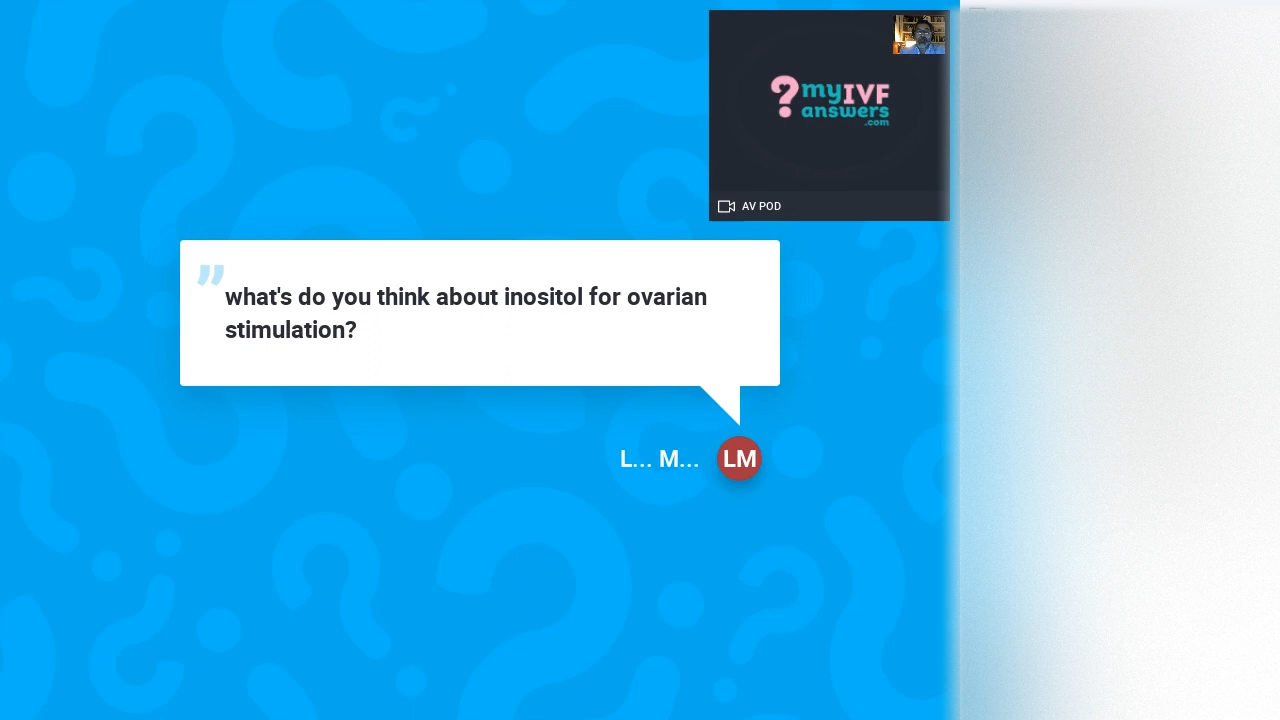 ? myIVF
answers
.com
AV POD
”
what's do you think about inositol for ovarian
stimulation?
L... M... LM